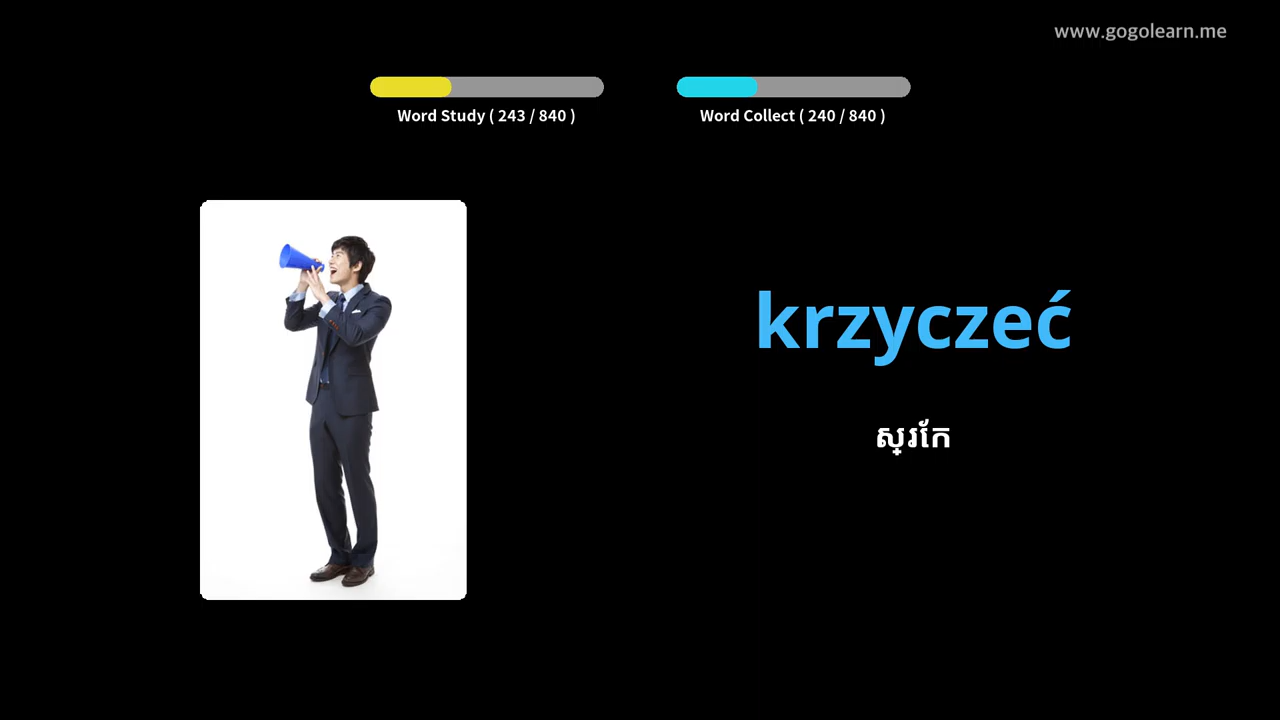 www.gogolearn.me
Word Study ( 243 / 840 )
Word Collect ( 240 / 840 )
krzyczeć
ស្រែក